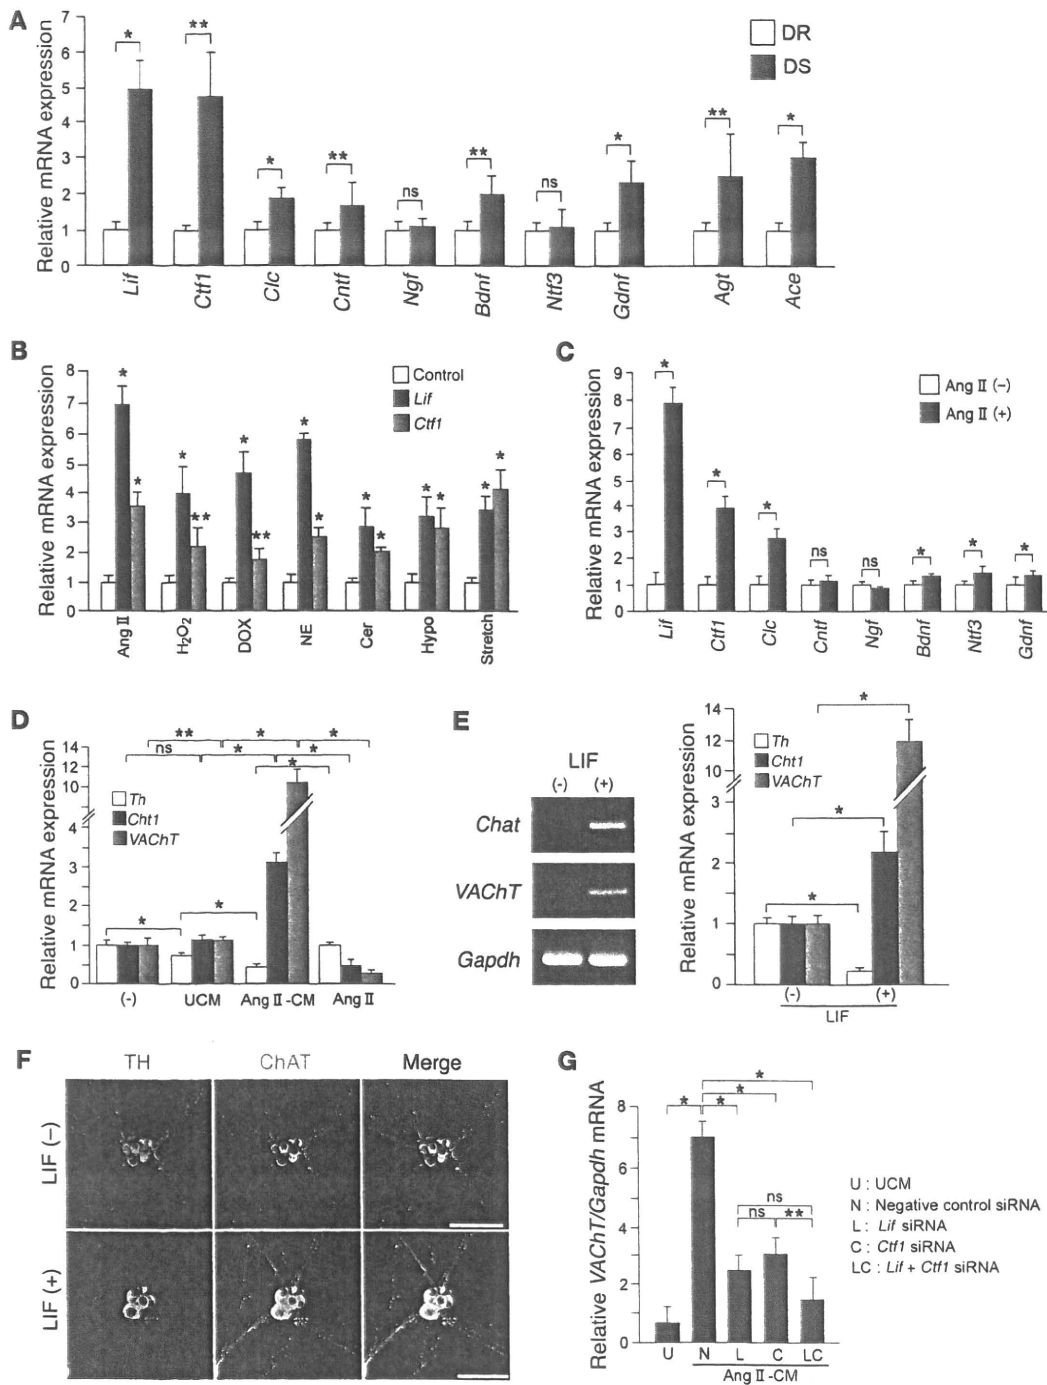 A
Relative mRNA expression
7
6
5
4
3
2
1
0
* ** * ** ns ** ns * ** *
DR
DS
Lif Ctf1 Clc Cntf Ngf Bdnf Ntf3 Gdnf Agt Ace
B
Relative mRNA expression
8
7
6
5
4
3
2
1
0
* * * ** * ** * * * * * * * *
Control
Lif
Ctf1
Ang II H2O2 DOX NE Cer Hypo Stretch
C
Relative mRNA expression
9
8
7
6
5
4
3
2
1
0
* * * ns ns * * *
Ang II (−)
Ang II (+)
Lif Ctf1 Clc Cntf Ngf Bdnf Ntf3 Gdnf
D
Relative mRNA expression
14
12
10
8
4
3
2
1
0
** * *
ns * *
*
* *
Th
Cht1
VAChT
(-) UCM Ang II -CM Ang II
E
LIF
(-) (+)
Chat
VAChT
Gapdh
Relative mRNA expression
14
12
10
3
2
1
0
*
*
*
Th
Cht1
VAChT
(-) (+)
LIF
F
TH ChAT Merge
LIF (−)
LIF (+)
G
Relative VAChT/Gapdh mRNA
8
6
4
2
0
*
*
* *
ns
ns **
U N L C LC
Ang II -CM
U : UCM
N : Negative control siRNA
L : Lif siRNA
C : Ctf1 siRNA
LC : Lif + Ctf1 siRNA